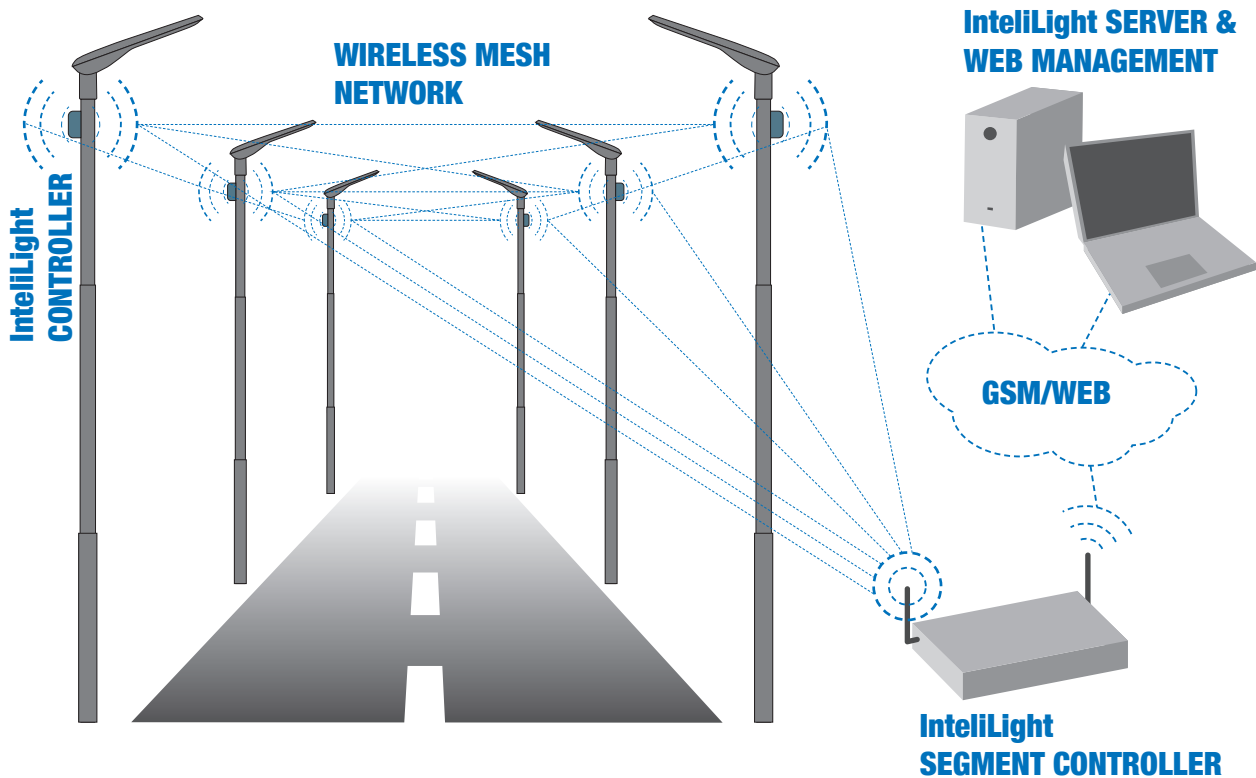 WIRELESS MESH
NETWORK
InteliLight SERVER &
WEB MANAGEMENT
InteliLight
CONTROLLER
GSM/WEB
InteliLight
SEGMENT CONTROLLER